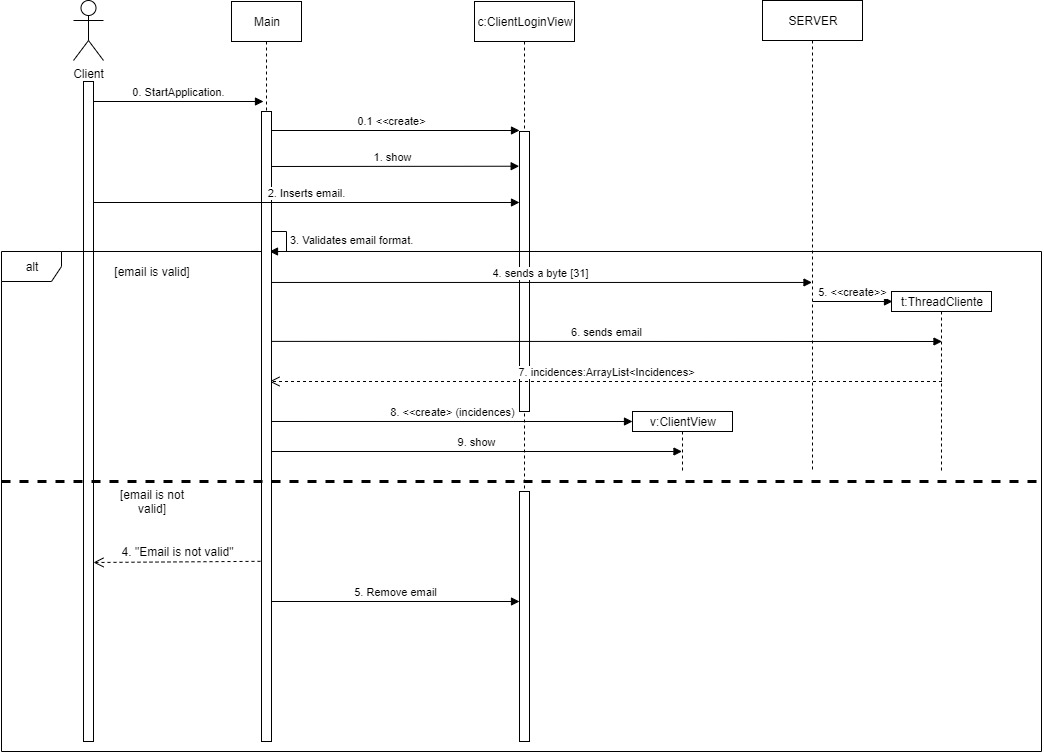 Main
c:ClientLoginView
SERVER
Client
0. StartApplication.
0.1 <<create>
1. show
2. Inserts email.
3. Validates email format.
alt
[email is valid]
4. sends a byte [31]
5. <<create>>
t:ThreadCliente
6. sends email
7. incidences:ArrayList<Incidences>
8. <<create> (incidences)
v:ClientView
9. show
[email is not
valid]
4. "Email is not valid"
5. Remove email